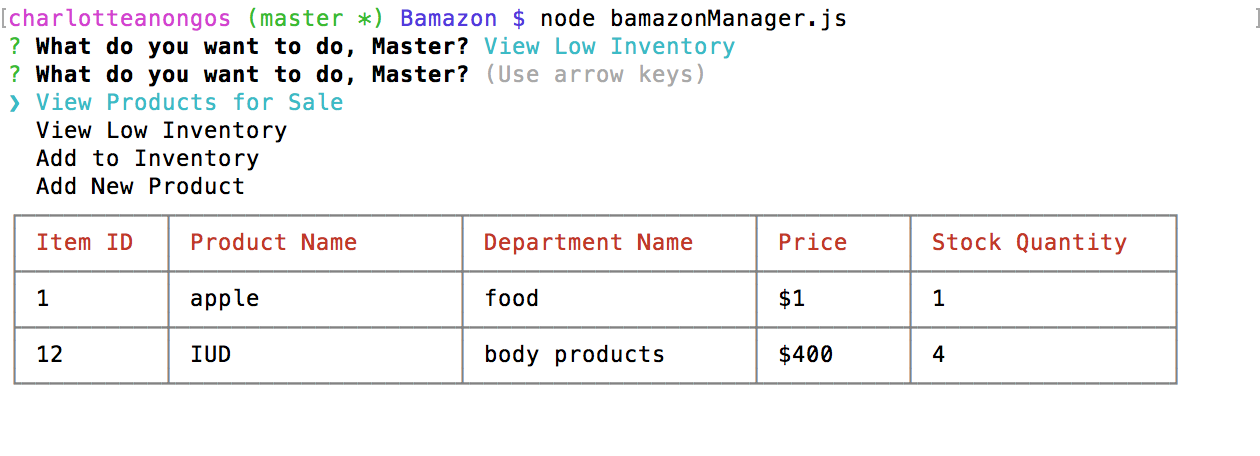 [charlotteanongos (master *) Bamazon $ node bamazonManager.js ]
? What do you want to do, Master? View Low Inventory
? What do you want to do, Master? (Use arrow keys)
❯ View Products for Sale
View Low Inventory
Add to Inventory
Add New Product
Item ID Product Name Department Name Price Stock Quantity
1 apple food $1 1
12 IUD body products $400 4